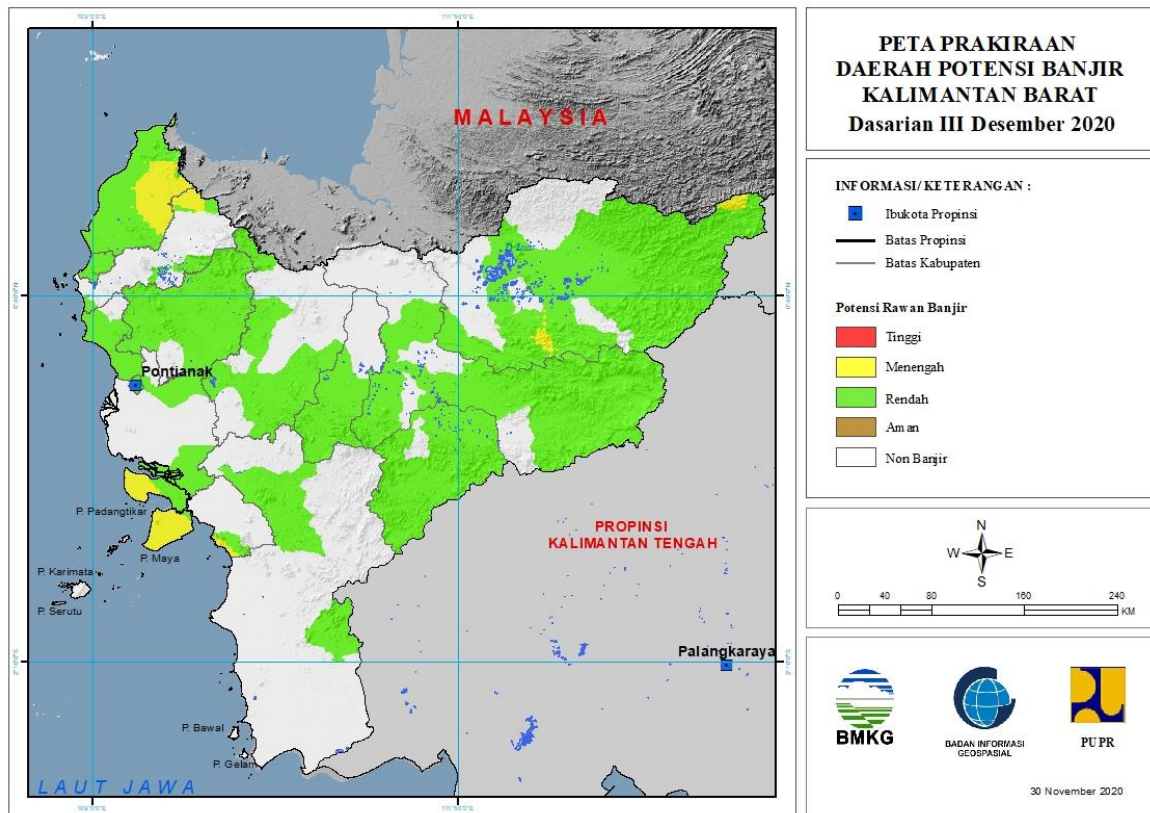 PETA PRAKIRAAN
DAERAH POTENSI BANJIR
KALIMANTAN BARAT
Dasarian III Desember 2020
INFORMASI/KETERANGAN :
Ibukota Propinsi
Batas Propinsi
Batas Kabupaten
Potensi Rawan Banjir
Tinggi
Menengah
Rendah
Aman
Non Banjir
N
W E
S
0 40 80 160 240
KM
BMKG
BADAN INFORMASI
GEOSPASIAL
PUPR
30 November 2020
MALAYSIA
Pontianak
P. Padangtikar
P. Maya
P. Karimata
P. Serutu
PROPINSI
KALIMANTAN TENGAH
Palangkaraya
P. Bawal
P. Gelam
LAUT JAWA